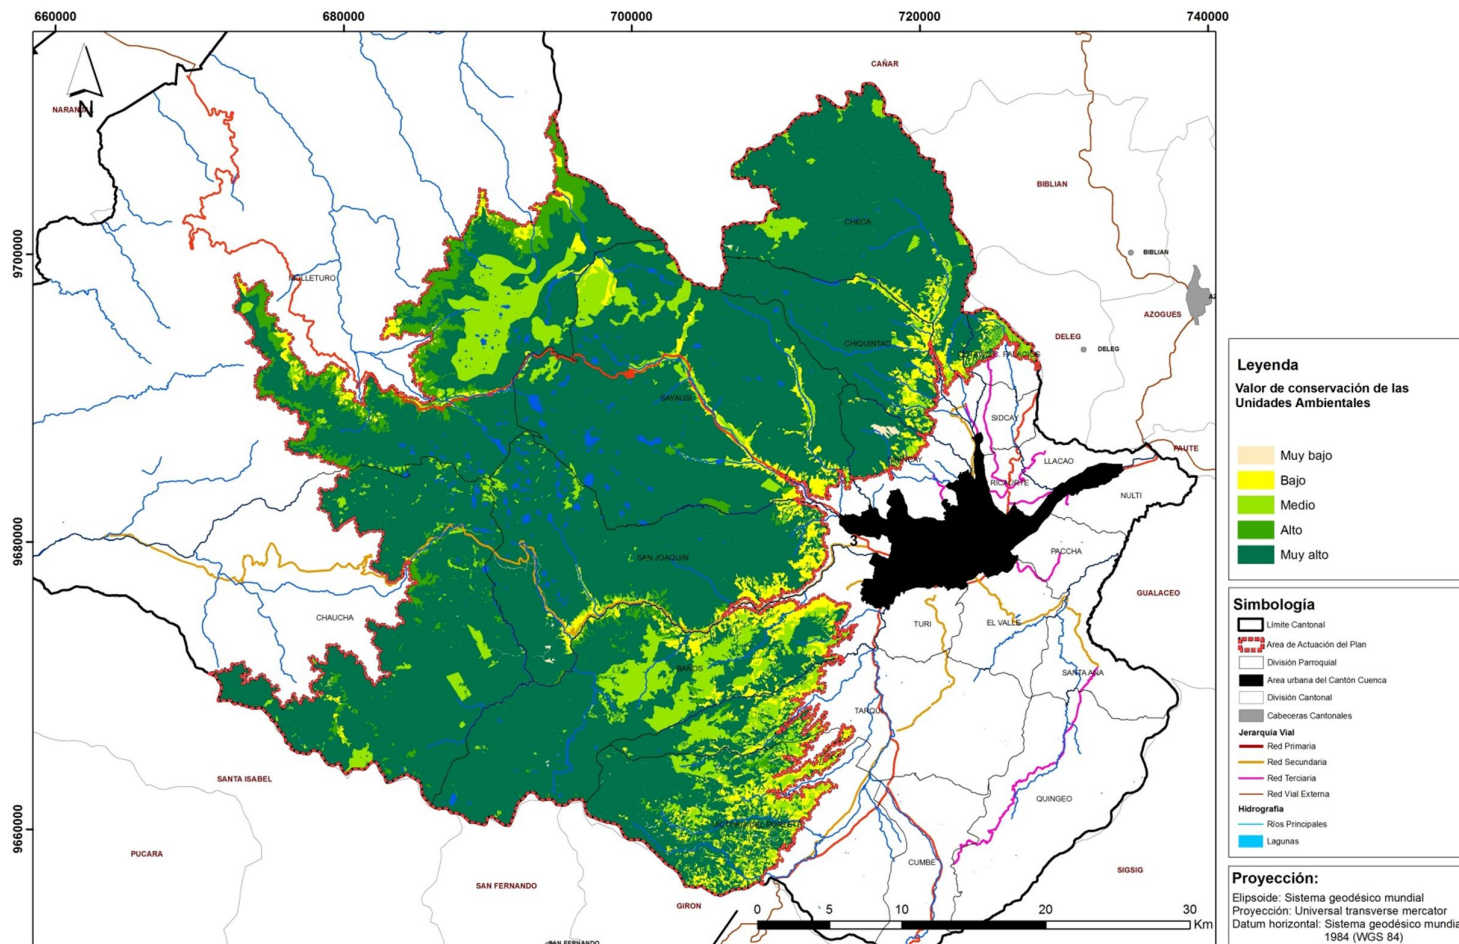 660000
680000
700000
720000
740000
CAÑAR
N
BIBLIAN
CHECA
9700000
BIBLIAN
MOLLETURO
AZOGUES
DELEG
CHIQUINTAD
DELEG
PALACIOS
SAYAUSI
SIDCAY
PAUTE
LLACAO
RICAURTE
NULTI
9680000
3
PACCHA
SAN JOAQUIN
GUALACEO
CHAUCHA
TURI
EL VALLE
BAÑOS
SANTA ANA
TARQUI
SANTA ISABEL
QUINGEO
9660000
PUCARA
CUMBE
SIGSIG
SAN FERNANDO
GIRON
0 5 10 20 30
Km
SAN FERNANDO
Leyenda
Valor de conservación de las
Unidades Ambientales
Muy bajo
Bajo
Medio
Alto
Muy alto
Simbología
Límite Cantonal
Area de Actuación del Plan
División Parroquial
Area urbana del Cantón Cuenca
División Cantonal
Cabeceras Cantonales
Jerarquía Vial
Red Primaria
Red Secundaria
Red Terciaria
Red Vial Externa
Hidrografía
Ríos Principales
Lagunas
Proyección:
Elipsoide: Sistema geodésico mundial
Proyección: Universal transverse mercator
Datum horizontal: Sistema geodésico mundia
1984 (WGS 84)